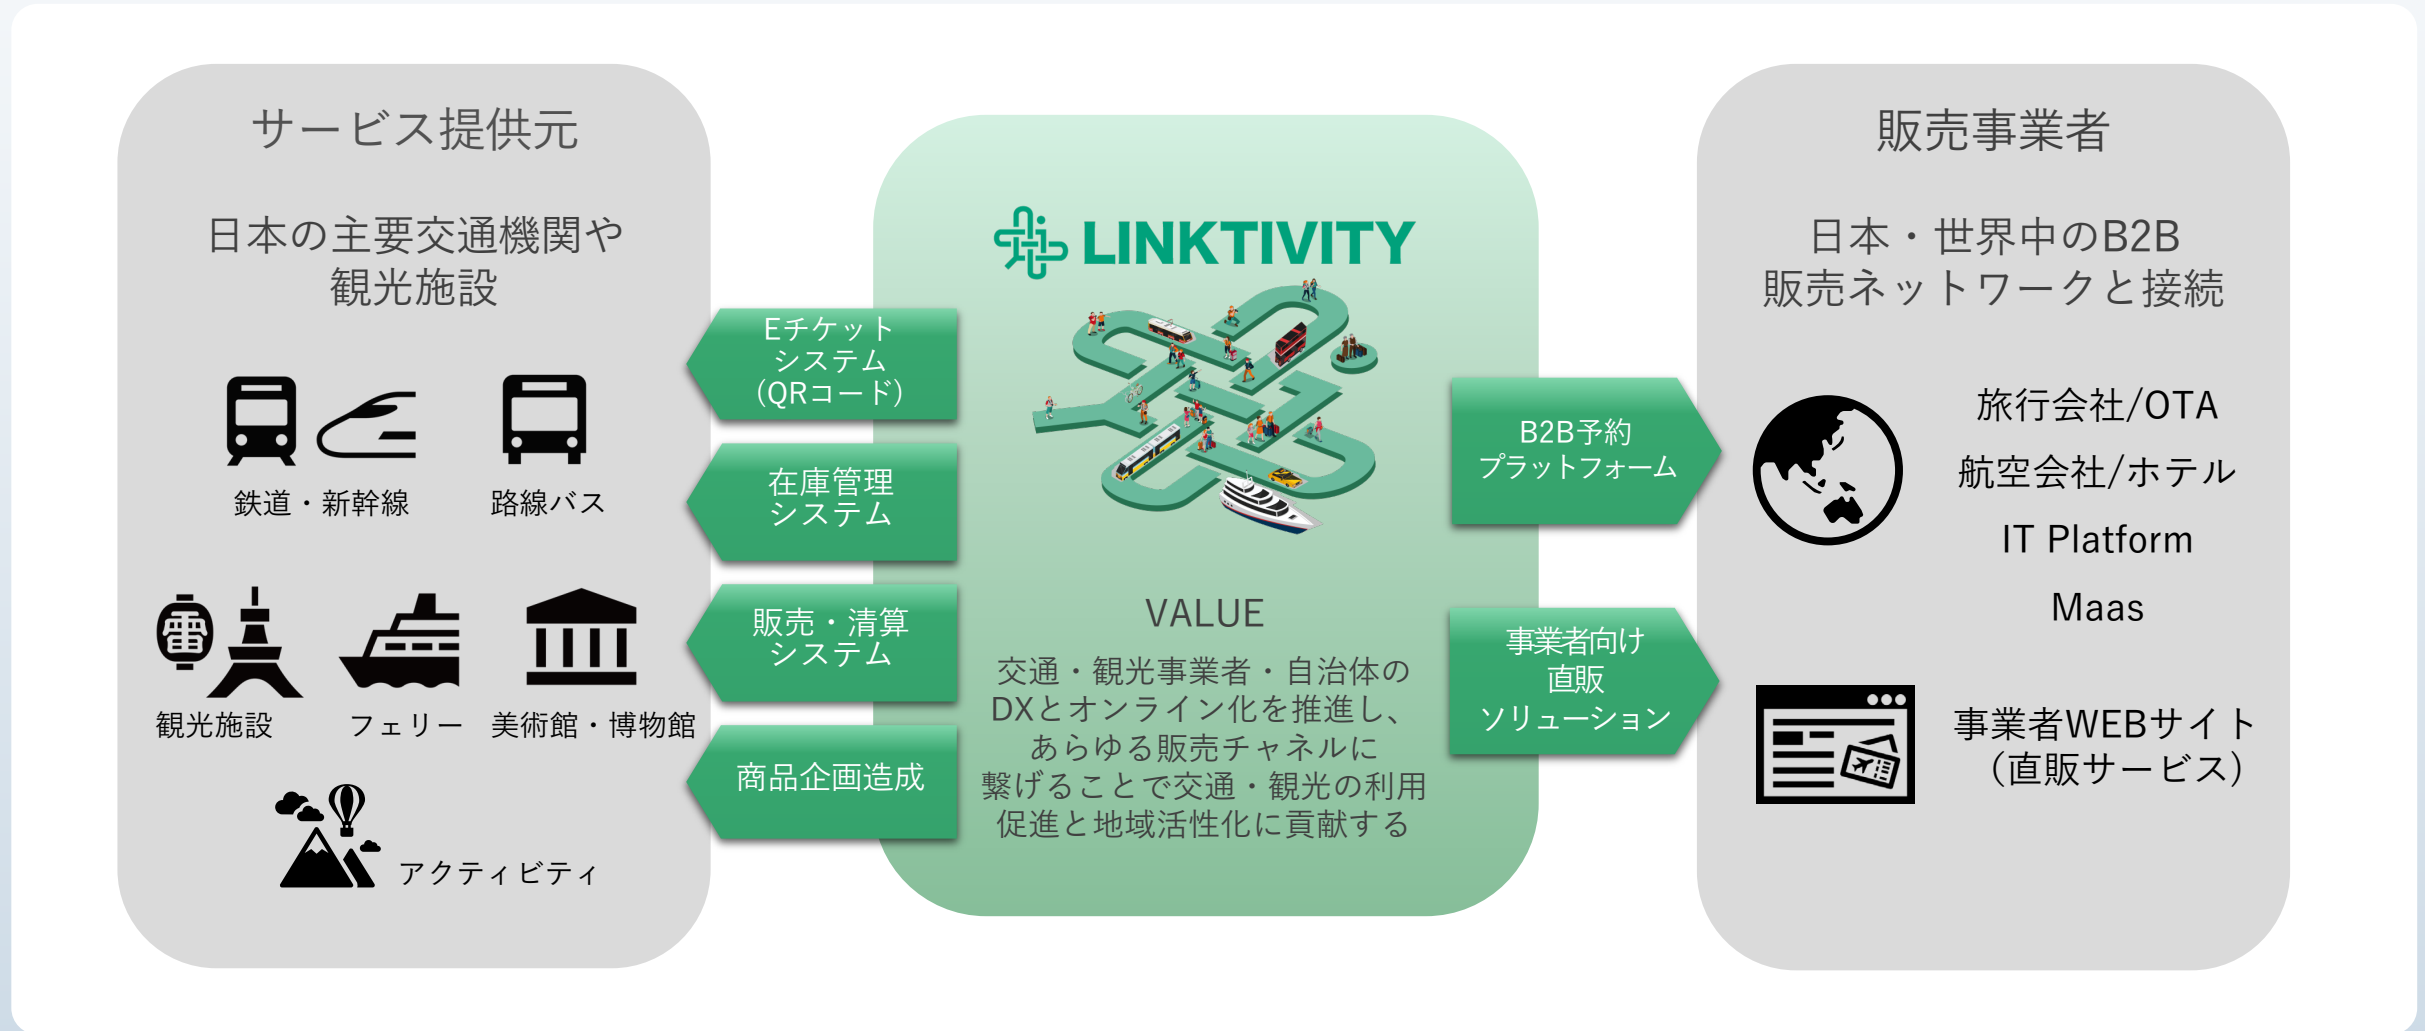 サービス提供元
日本の主要交通機関や
観光施設
鉄道・新幹線
路線バス
雷
観光施設
フェリー
美術館・博物館
アクティビティ
Eチケット
システム
（QRコード）
在庫管理
システム
販売・清算
システム
商品企画造成
LINKTIVITY
VALUE
交通・観光事業者・自治体の
DXとオンライン化を推進し、
あらゆる販売チャネルに
繋げることで交通・観光の利用
促進と地域活性化に貢献する
B2B予約
プラットフォーム
事業者向け
直販
ソリューション
販売事業者
日本・世界中のB2B
販売ネットワークと接続
旅行会社/OTA
航空会社/ホテル
IT Platform
Maas
事業者WEBサイト
（直販サービス）